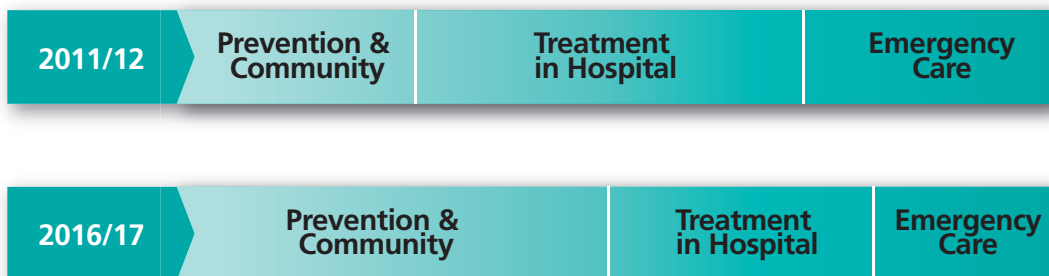 2011/12
Prevention &
Community
Treatment
in Hospital
Emergency
Care
2016/17
Prevention &
Community
Treatment
in Hospital
Emergency
Care